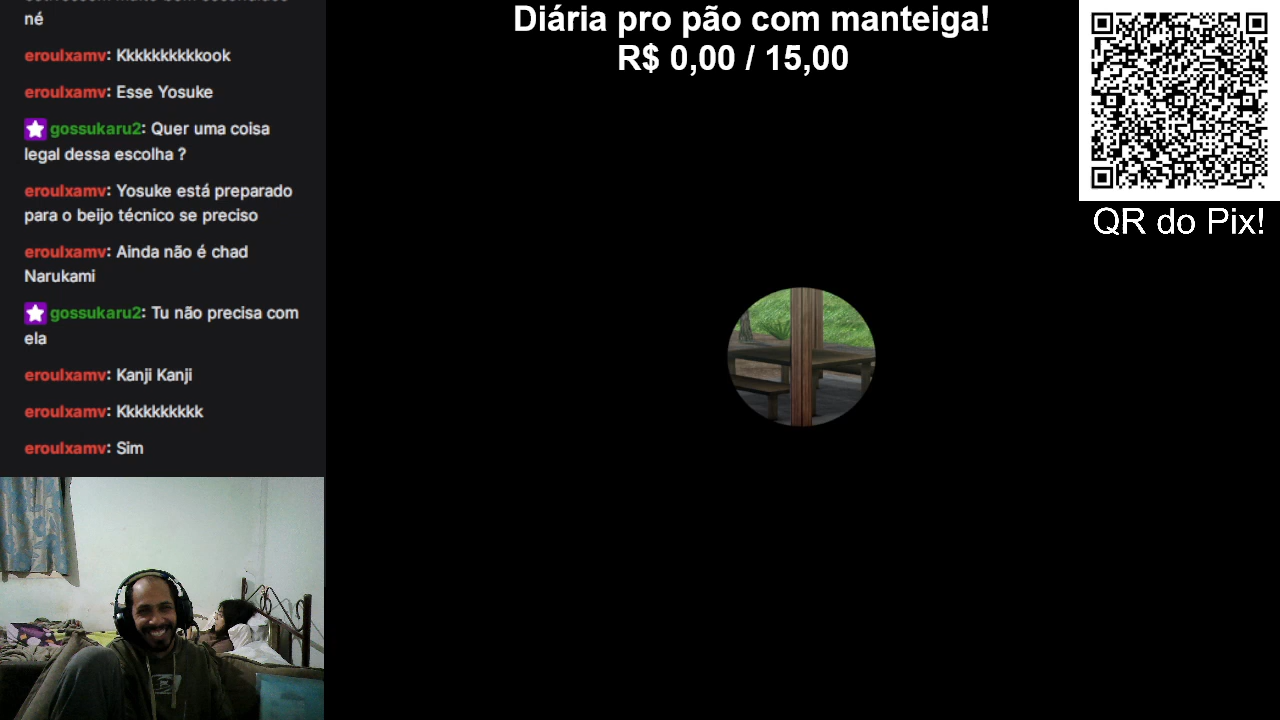 né
eroulxamv: Kkkkkkkkkkook
eroulxamv: Esse Yosuke
gossukaru2: Quer uma coisa
legal dessa escolha ?
eroulxamv: Yosuke está preparado
para o beijo técnico se preciso
eroulxamv: Ainda não é chad
Narukami
gossukaru2: Tu não precisa com
ela
eroulxamv: Kanji Kanji
eroulxamv: Kkkkkkkkkk
eroulxamv: Sim
Diária pro pão com manteiga!
R$ 0,00 / 15,00
QR do Pix!